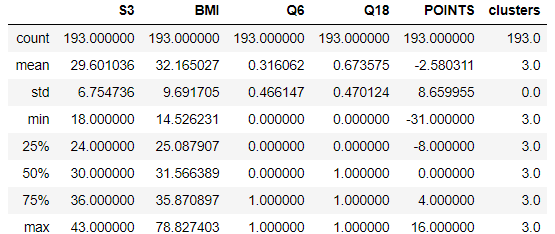 S3 BMI Q6 Q18 POINTS clusters
count 193.000000 193.000000 193.000000 193.000000 193.000000 193.0
mean 29.601036 32.165027 0.316062 0.673575 -2.580311 3.0
std 6.754736 9.691705 0.466147 0.470124 8.659955 0.0
min 18.000000 14.526231 0.000000 0.000000 -31.000000 3.0
25% 24.000000 25.087907 0.000000 0.000000 -8.000000 3.0
50% 30.000000 31.566389 0.000000 1.000000 0.000000 3.0
75% 36.000000 35.870897 1.000000 1.000000 4.000000 3.0
max 43.000000 78.827403 1.000000 1.000000 16.000000 3.0